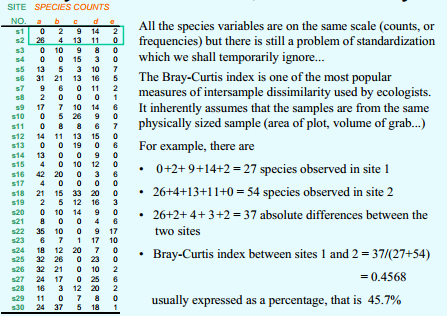 SITE SPECIES COUNTS
NO. a b c d e
s1 0 2 9 14 2
s2 26 4 13 11 0
s3 0 10 9 8 0
s4 0 0 15 3 0
s5 13 5 3 10 7
s6 31 21 13 16 5
s7 9 6 0 11 2
s8 2 0 0 0 1
s9 17 7 10 14 6
s10 0 5 26 9 0
s11 0 8 8 6 7
s12 14 11 13 15 0
s13 0 0 19 0 6
s14 13 0 0 9 0
s15 4 0 10 12 0
s16 42 20 0 3 6
s17 4 0 0 0 0
s18 21 15 33 20 0
s19 2 5 12 16 3
s20 0 10 14 9 0
s21 8 0 0 4 6
s22 35 10 0 9 17
s23 6 7 1 17 10
s24 18 12 20 7 0
s25 32 26 0 23 0
s26 32 21 0 10 2
s27 24 17 0 25 6
s28 16 3 12 20 2
s29 11 0 7 8 0
s30 24 37 5 18 1
All the species variables are on the same scale (counts, or
frequencies) but there is still a problem of standardization
which we shall temporarily ignore...
The Bray-Curtis index is one of the most popular
measures of intersample dissimilarity used by ecologists.
It inherently assumes that the samples are from the same
physically sized sample (area of plot, volume of grab...)
For example, there are
• 0+2+ 9+14+2 = 27 species observed in site 1
• 26+4+13+11+0 = 54 species observed in site 2
• 26+2+ 4+ 3+2 = 37 absolute differences between the
two sites
• Bray-Curtis index between sites 1 and 2 = 37/(27+54)
= 0.4568
usually expressed as a percentage, that is 45.7%